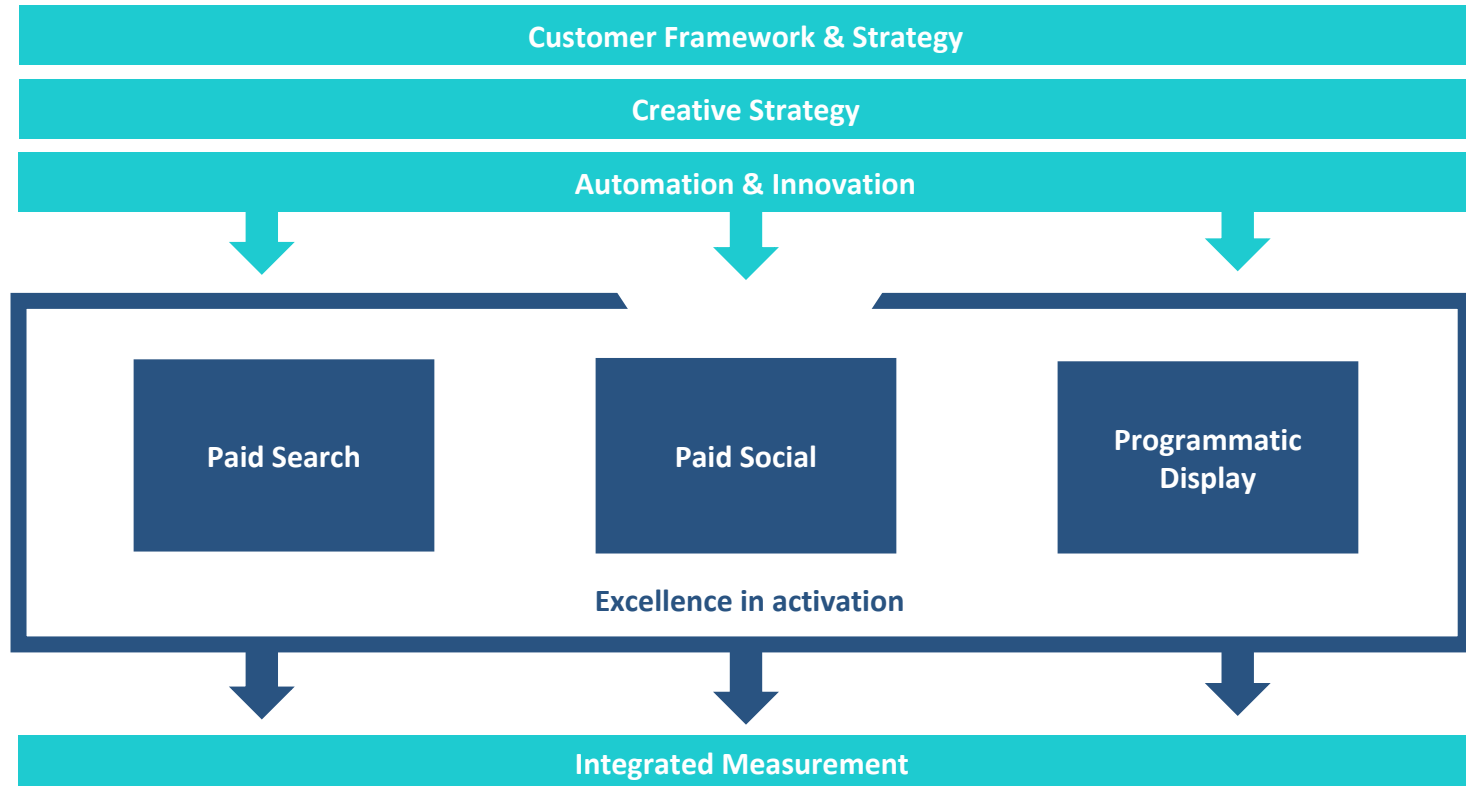 Customer Framework & Strategy
Creative Strategy
Automation & Innovation
Paid Search
Paid Social
Programmatic
Display
Excellence in activation
Integrated Measurement